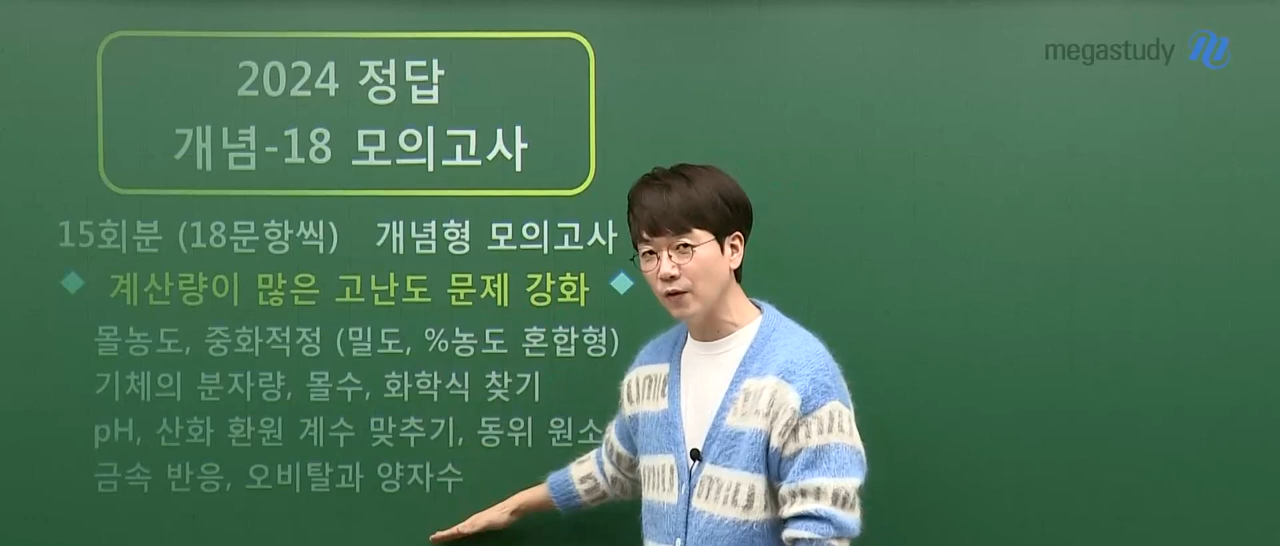 megastudy
2024 정답
개념-18 모의고사
15회분 (18문항씩) 개념형 모의고사
계산량이 많은 고난도 문제 강화
몰농도, 중화적정 (밀도, %농도 혼합형)
기체의 분자량, 몰수, 화학식 찾기
pH, 산화 환원 계수 맞추기, 동위 원소
금속 반응, 오비탈과 양자수